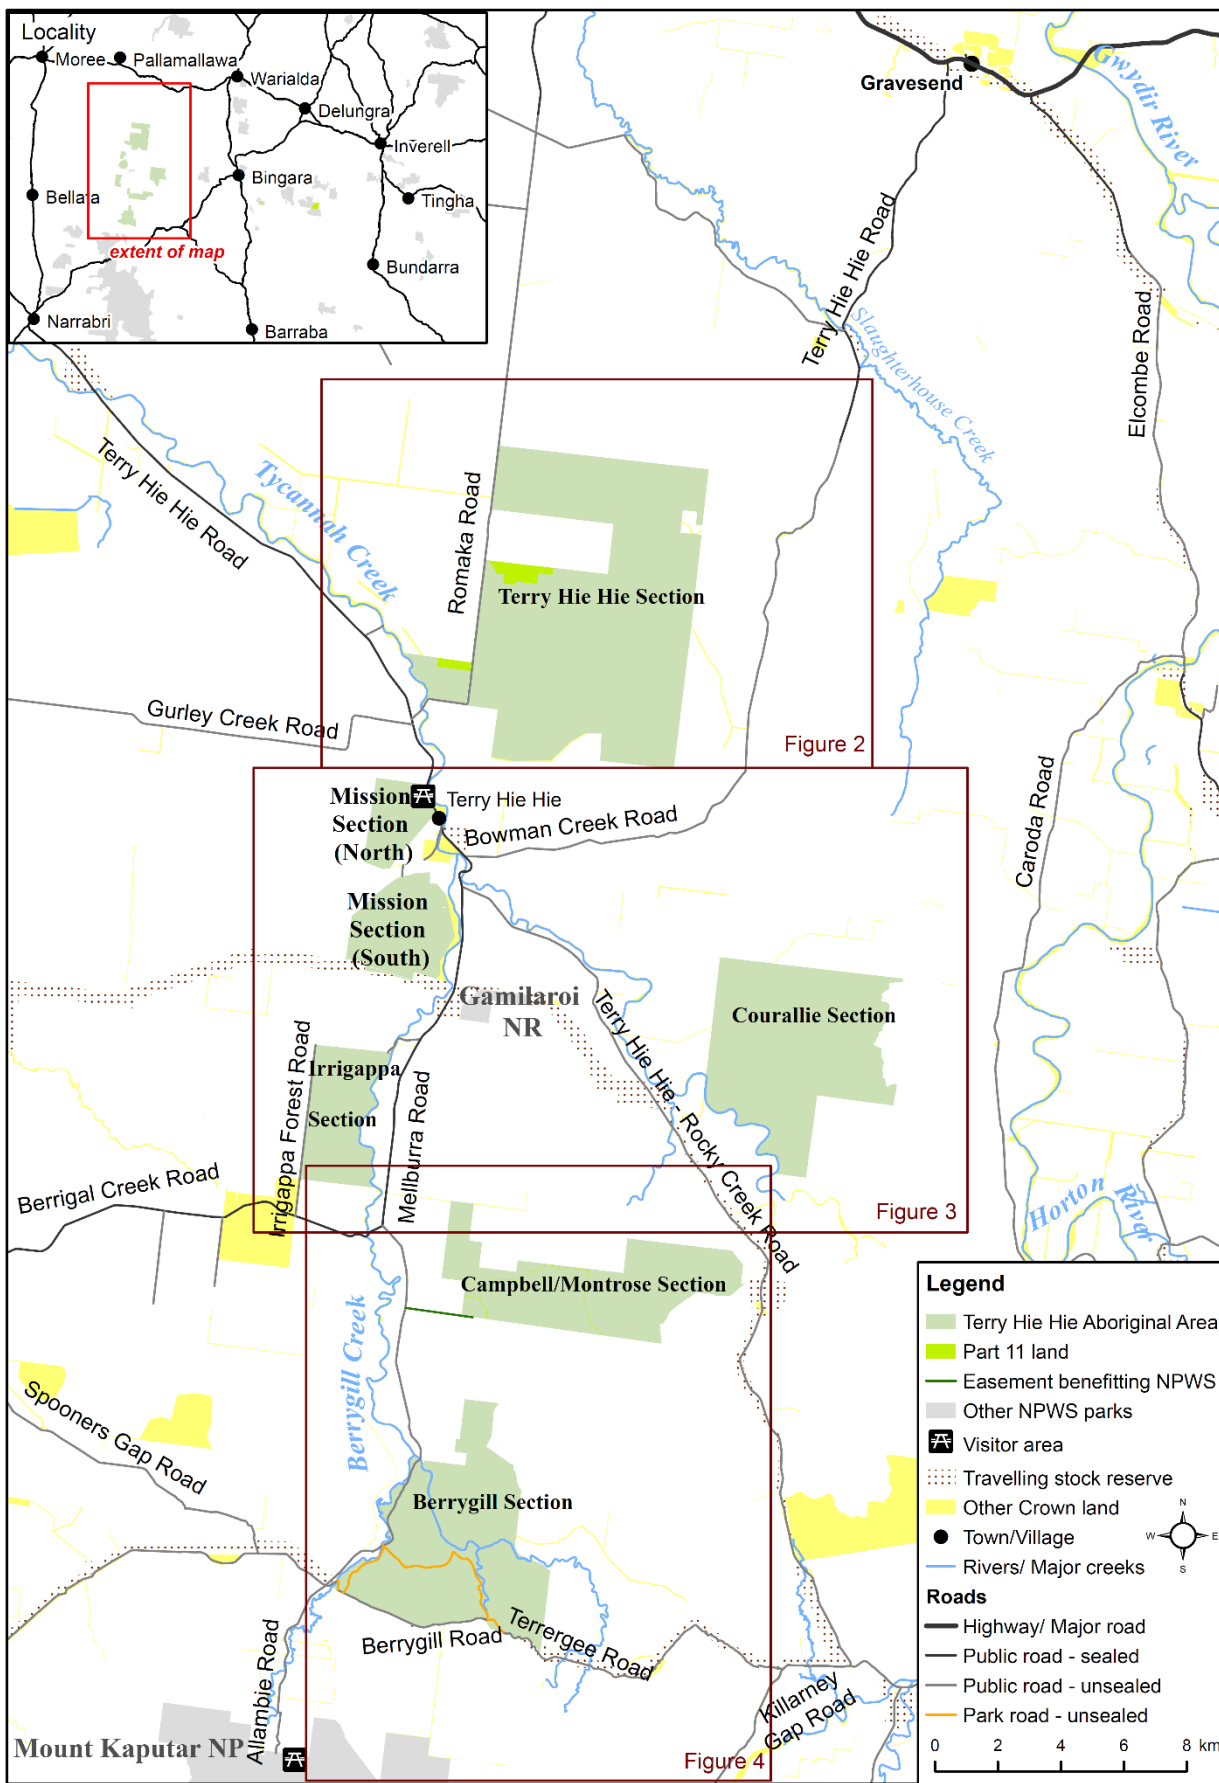 Locality
Moree
Pallamallawa
Warialda
Delungra
Inverell
Bellata
Bingara
Tingha
extent of map
Bundarra
Narrabri
Barraba
Gravesend
Gwydir River
Terry Hie Hie Road
Slaughterhouse Creek
Elcombe Road
Terry Hie Hie Road
Tycannah Creek
Romaka Road
Terry Hie Hie Section
Gurley Creek Road
Figure 2
Mission
Section
(North)
Terry Hie Hie
Bowman Creek Road
Caroda Road
Mission
Section
(South)
Gamilaroi
NR
Terry Hie Hie - Rocky Creek Road
Courallie Section
Irrigappa Forest Road
Irrigappa
Section
Mellburra Road
Berrigal Creek Road
Figure 3
Horton River
Campbell/Montrose Section
Berrygill Creek
Spooners Gap Road
Berrygill Section
Berrygill Road
Terrergee Road
Allambie Road
Killarney
Gap Road
Mount Kaputar NP
Figure 4
Legend
Terry Hie Hie Aboriginal Area
Part 11 land
Easement benefitting NPWS
Other NPWS parks
Visitor area
Travelling stock reserve
Other Crown land
Town/Village
Rivers/ Major creeks
N
W E
S
Roads
Highway/ Major road
Public road - sealed
Public road - unsealed
Park road - unsealed
0 2 4 6 8 km